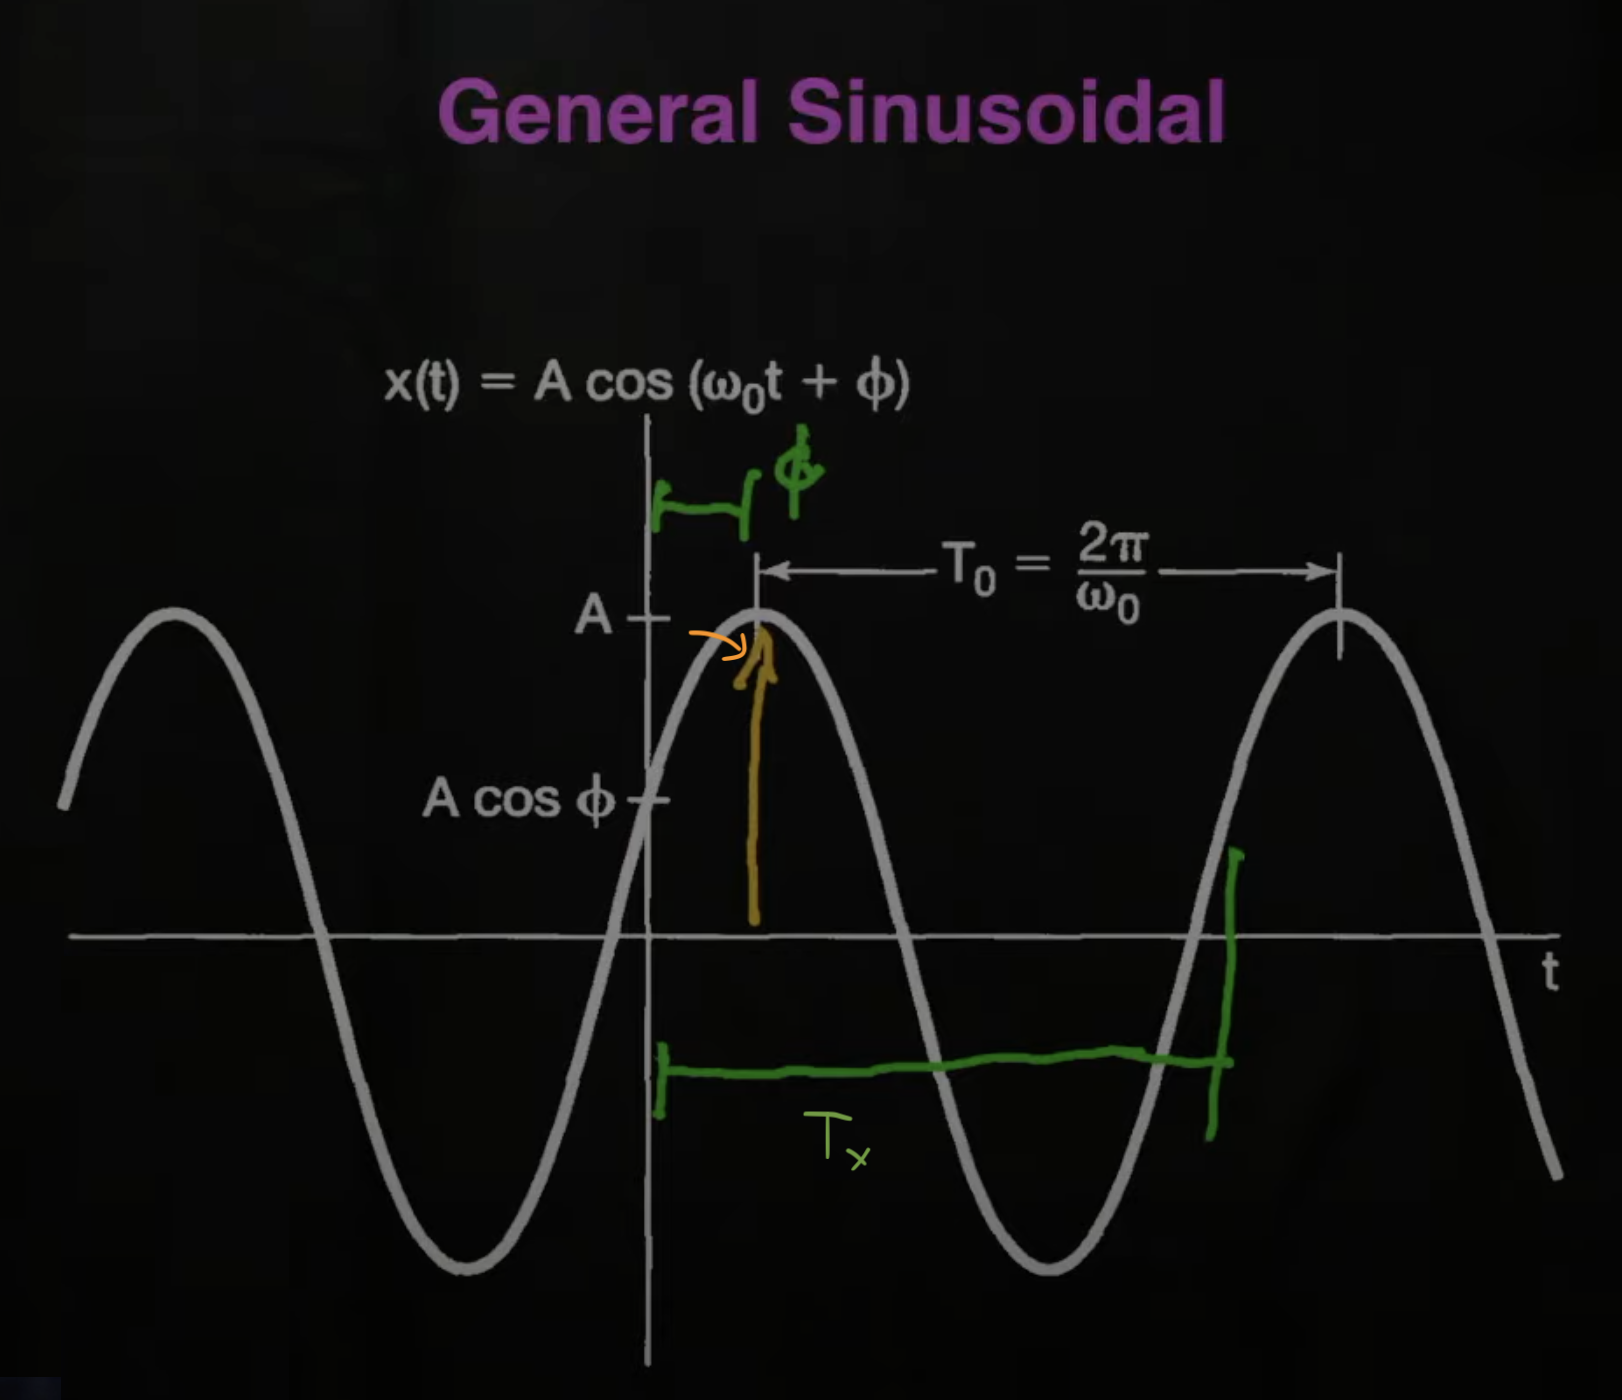 General Sinusoidal
x(t) = A cos (ω₀t + ϕ)
ϕ
T₀ = 2π/ω₀
A
A cos ϕ
t
Tₓ